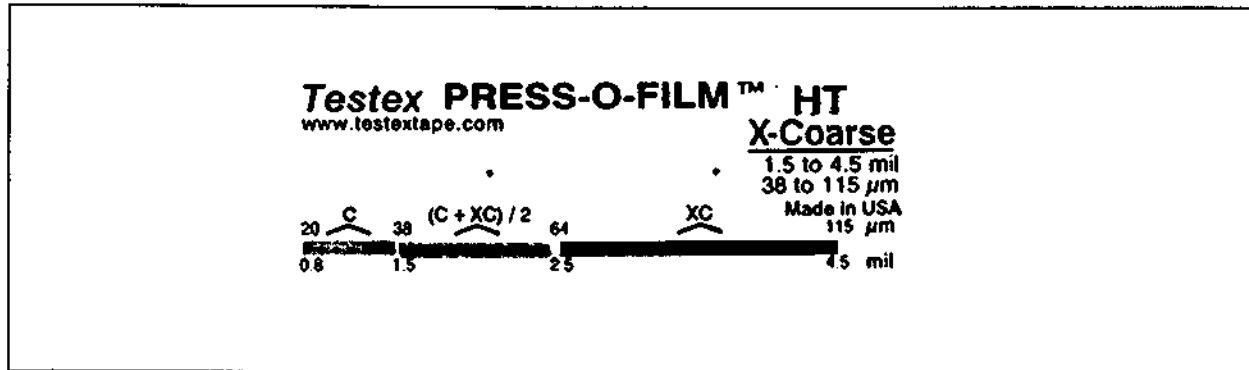 Testex PRESS-O-FILM™ HT
www.testextape.com
X-Coarse
1.5 to 4.5 mil
38 to 115 µm
Made in USA
20 C 38 (C + XC) / 2 64 XC 115 µm
0.8 1.5 2.5 4.5 mil